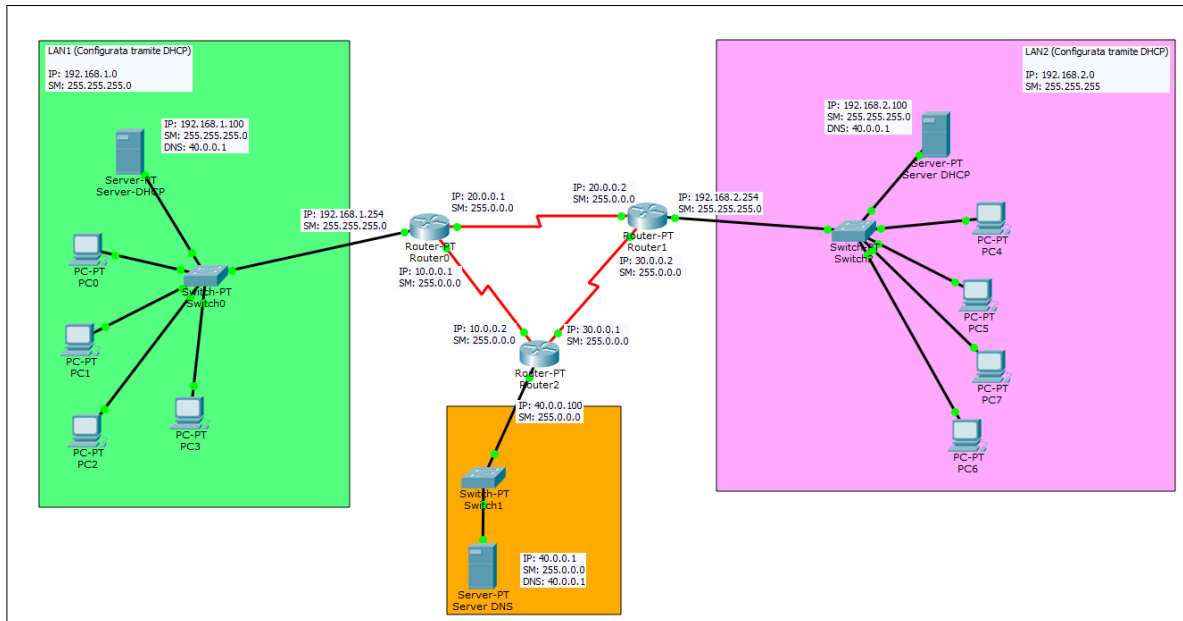 LAN1 (Configurata tramite DHCP)
IP: 192.168.1.0
SM: 255.255.255.0
IP: 192.168.1.100
SM: 255.255.255.0
DNS: 40.0.0.1
Server-PT
Server-DHCP
IP: 192.168.1.254
SM: 255.255.255.0
PC-PT
PC0
Switch-PT
Switch0
PC-PT
PC1
PC-PT
PC2
PC-PT
PC3
IP: 20.0.0.1
SM: 255.0.0.0
Router-PT
Router0
IP: 10.0.0.1
SM: 255.0.0.0
IP: 20.0.0.2
SM: 255.0.0.0
Router-PT
Router1
IP: 30.0.0.2
SM: 255.0.0.0
IP: 192.168.2.254
SM: 255.255.255.0
IP: 10.0.0.2
SM: 255.0.0.0
IP: 30.0.0.1
SM: 255.0.0.0
Router-PT
Router2
IP: 40.0.0.100
SM: 255.0.0.0
Switch-PT
Switch1
IP: 40.0.0.1
SM: 255.0.0.0
DNS: 40.0.0.1
Server-PT
Server DNS
LAN2 (Configurata tramite DHCP)
IP: 192.168.2.0
SM: 255.255.255
IP: 192.168.2.100
SM: 255.255.255.0
DNS: 40.0.0.1
Server-PT
Server DHCP
Switch-PT
Switch2
PC-PT
PC4
PC-PT
PC5
PC-PT
PC7
PC-PT
PC6